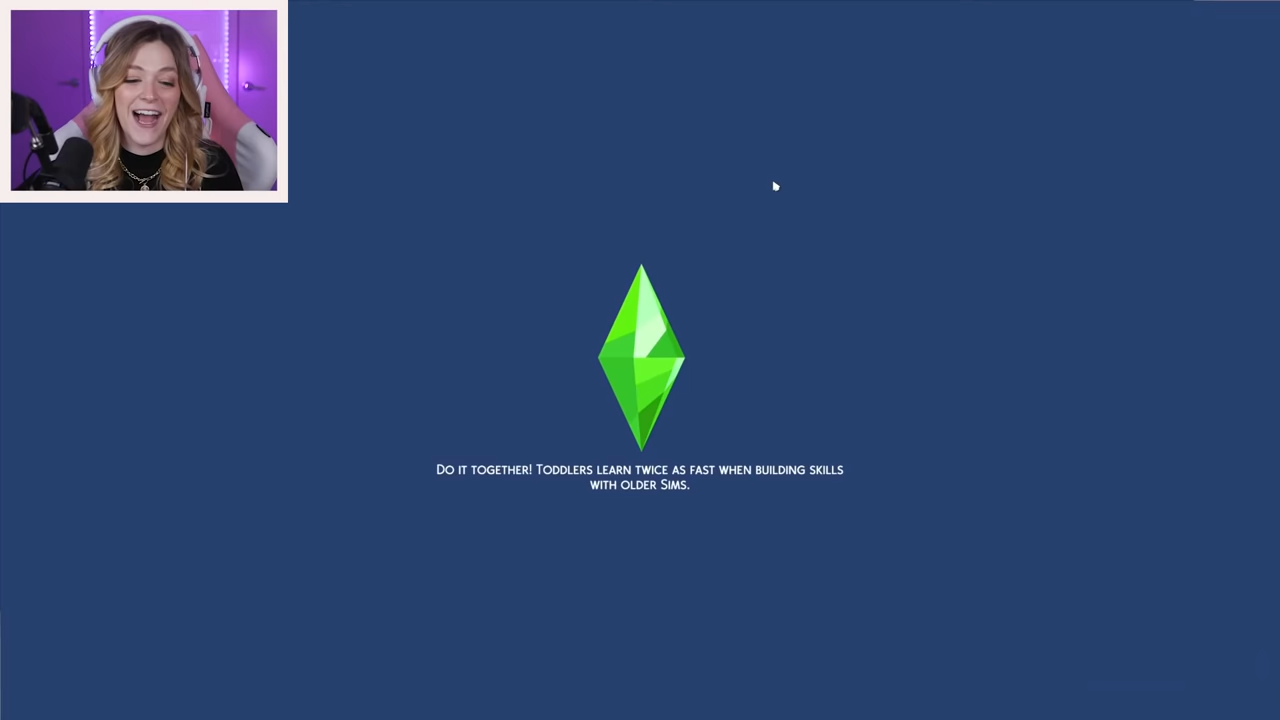 Do it together! Toddlers learn twice as fast when building skills
with older Sims.